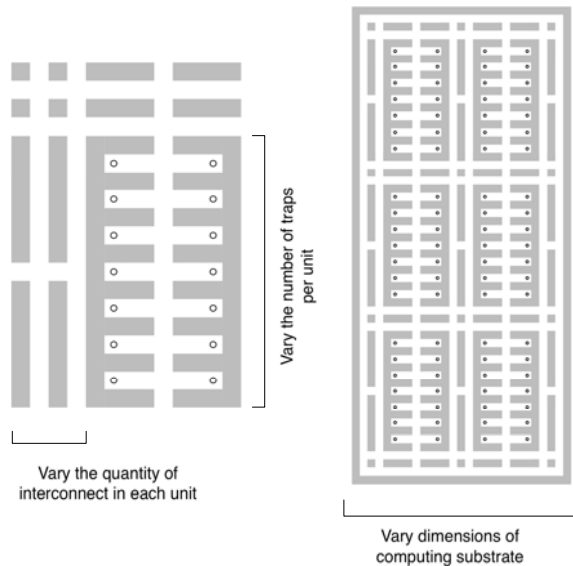 Vary the number of traps
per unit
Vary the quantity of
interconnect in each unit
Vary dimensions of
computing substrate